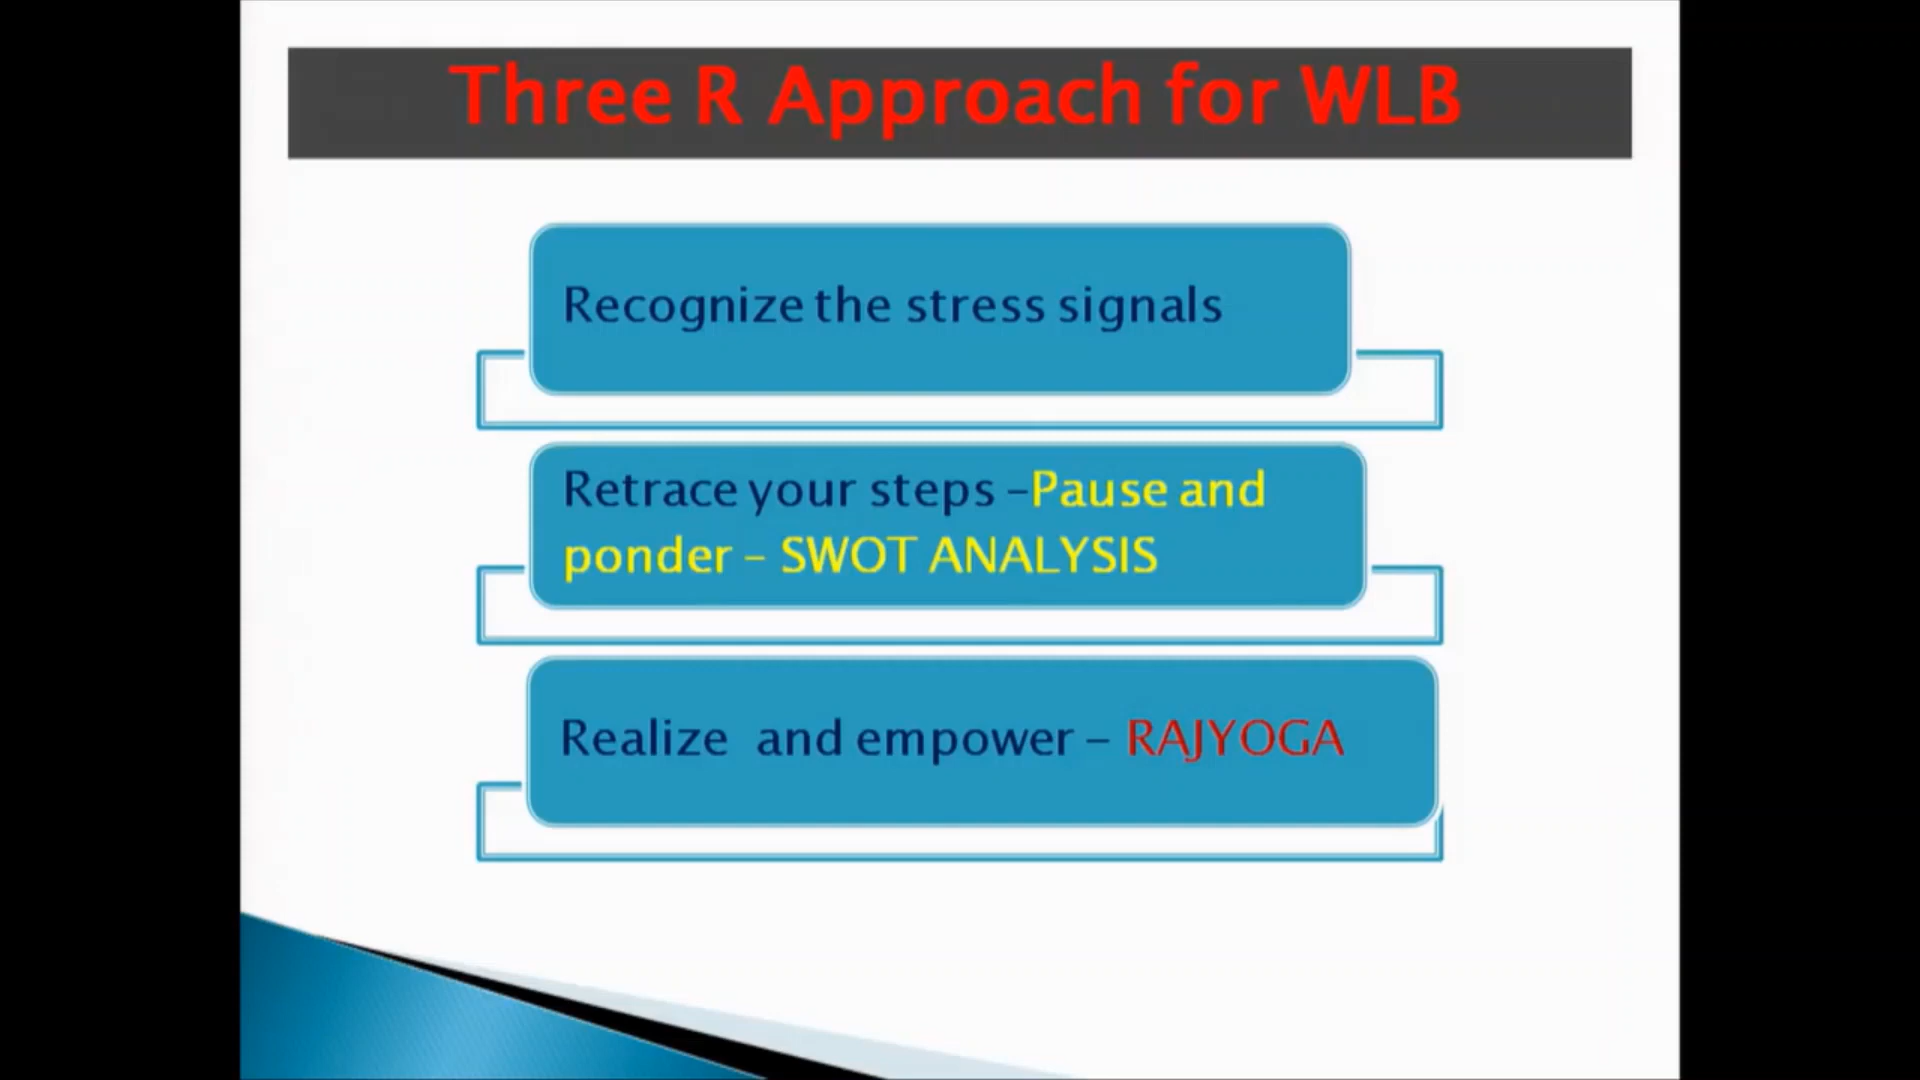 Three R Approach for WLB
Recognize the stress signals
Retrace your steps –Pause and
ponder – SWOT ANALYSIS
Realize and empower – RAJYOGA